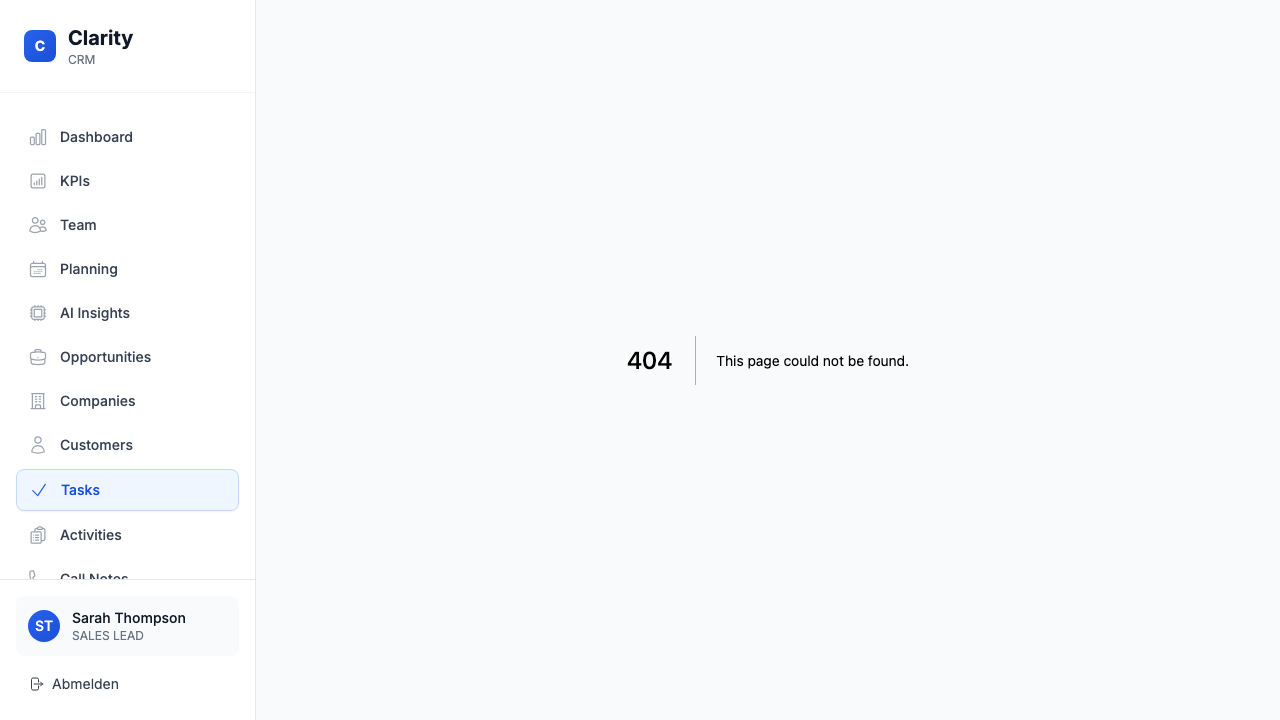 C
Clarity
CRM
Dashboard
KPIs
Team
Planning
AI Insights
Opportunities
Companies
Customers
Tasks
Activities
Call Notes
ST
Sarah Thompson
SALES LEAD
Abmelden
404
This page could not be found.